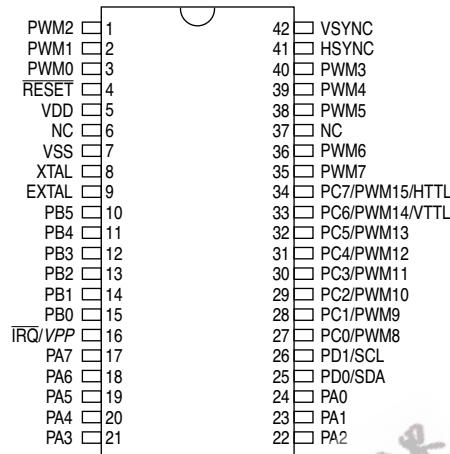 PWM2 1 42 VSYNC
PWM1 2 41 HSYNC
PWM0 3 40 PWM3
RESET 4 39 PWM4
VDD 5 38 PWM5
NC 6 37 NC
VSS 7 36 PWM6
XTAL 8 35 PWM7
EXTAL 9 34 PC7/PWM15/HTTL
PB5 10 33 PC6/PWM14/VTTL
PB4 11 32 PC5/PWM13
PB3 12 31 PC4/PWM12
PB2 13 30 PC3/PWM11
PB1 14 29 PC2/PWM10
PB0 15 28 PC1/PWM9
IRQ/VPP 16 27 PC0/PWM8
PA7 17 26 PD1/SCL
PA6 18 25 PD0/SDA
PA5 19 24 PA0
PA4 20 23 PA1
PA3 21 22 PA2